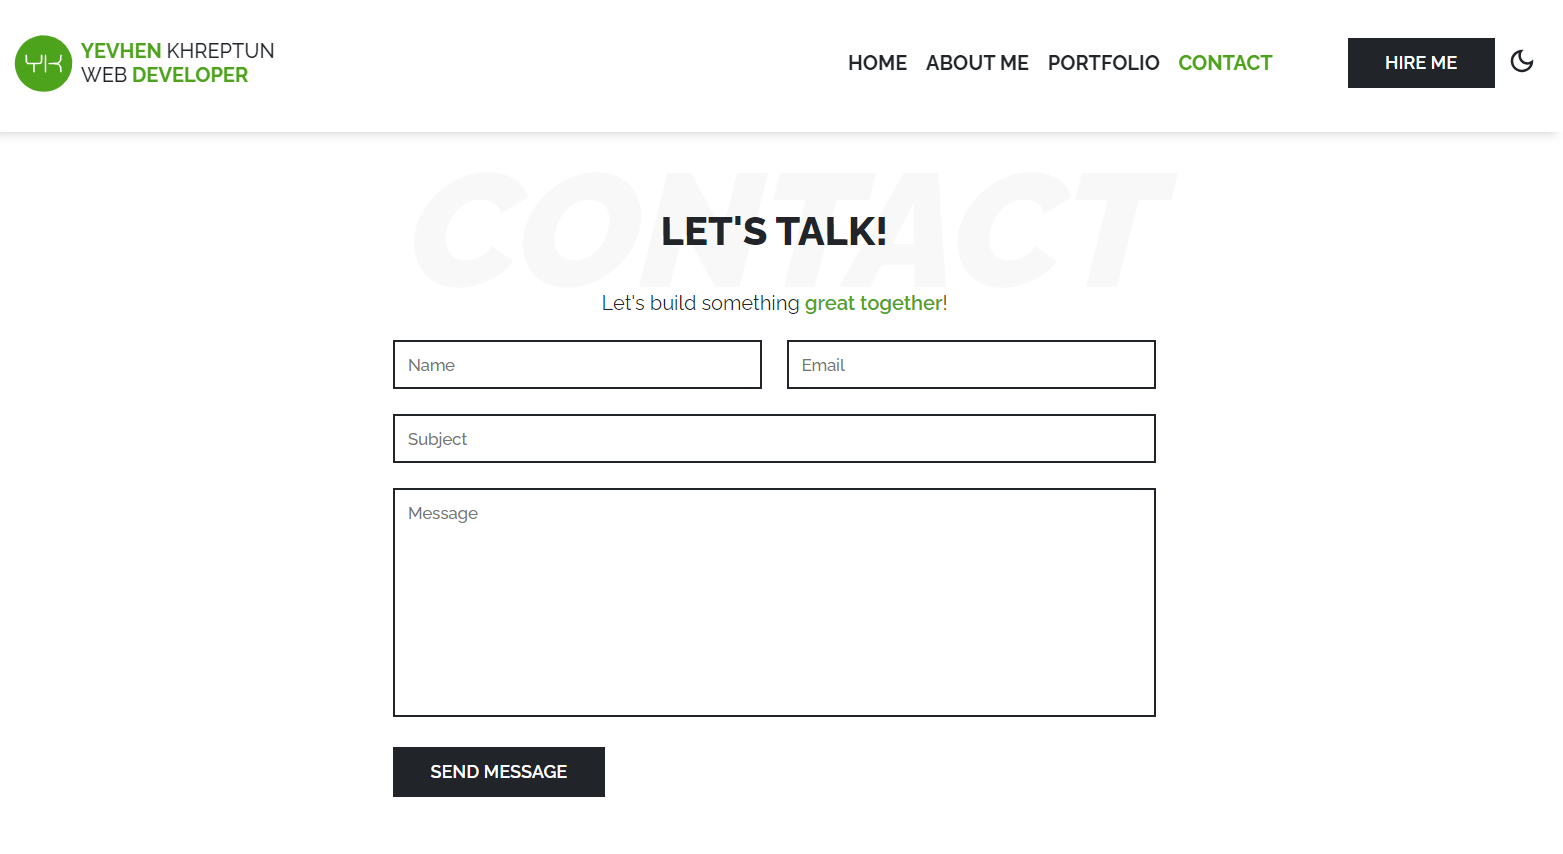 YK
YEVHEN KHREPTUN
WEB DEVELOPER
HOME ABOUT ME PORTFOLIO CONTACT HIRE ME
CONTACT
LET'S TALK!
Let's build something great together!
Name Email
Subject
Message
SEND MESSAGE